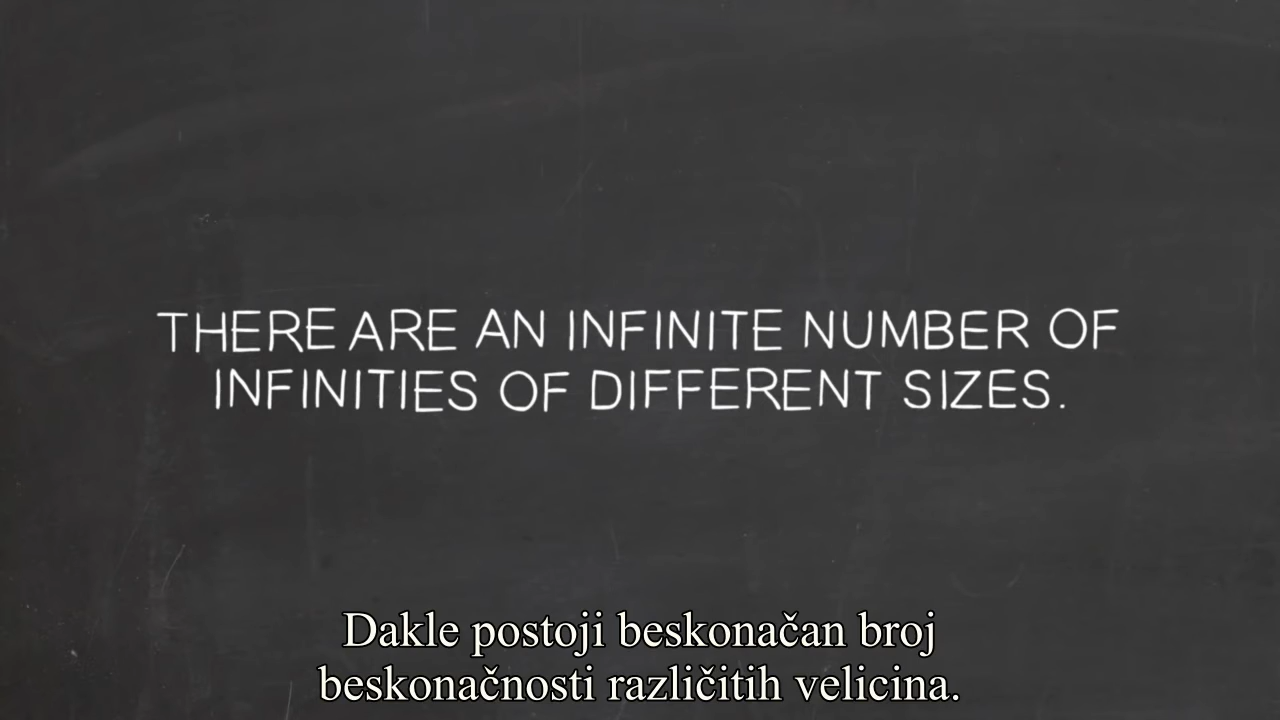 THERE ARE AN INFINITE NUMBER OF
INFINITIES OF DIFFERENT SIZES.
Dakle postoji beskonačan broj
beskonačnosti različitih velicina.